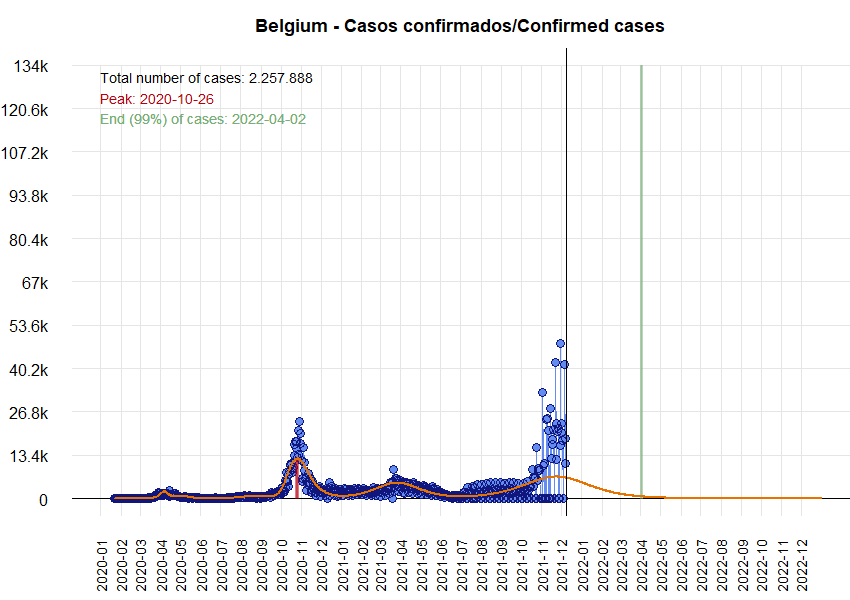 Belgium - Casos confirmados/Confirmed cases
134k
120.6k
107.2k
93.8k
80.4k
67k
53.6k
40.2k
26.8k
13.4k
0
Total number of cases: 2.257.888
Peak: 2020-10-26
End (99%) of cases: 2022-04-02
2020-01
2020-02
2020-03
2020-04
2020-05
2020-06
2020-07
2020-08
2020-09
2020-10
2020-11
2020-12
2021-01
2021-02
2021-03
2021-04
2021-05
2021-06
2021-07
2021-08
2021-09
2021-10
2021-11
2021-12
2022-01
2022-02
2022-03
2022-04
2022-05
2022-06
2022-07
2022-08
2022-09
2022-10
2022-11
2022-12